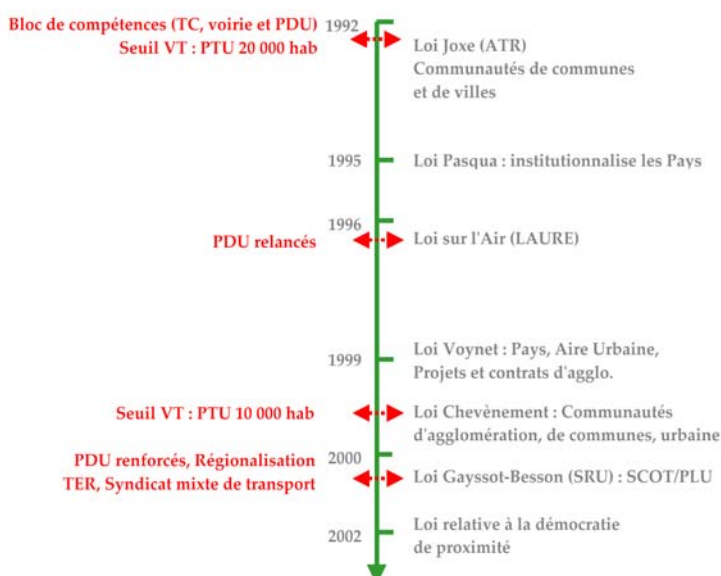 Bloc de compétences (TC, voirie et PDU)
Seuil VT : PTU 20 000 hab
1992
Loi Joxe (ATR)
Communautés de communes
et de villes
1995
Loi Pasqua : institutionnalise les Pays
1996
PDU relancés
Loi sur l'Air (LAURE)
1999
Loi Voynet : Pays, Aire Urbaine,
Projets et contrats d'agglo.
Seuil VT : PTU 10 000 hab
Loi Chevènement : Communautés
d'agglomération, de communes, urbaine
PDU renforcés, Régionalisation
TER, Syndicat mixte de transport
2000
Loi Gayssot-Besson (SRU) : SCOT/PLU
2002
Loi relative à la démocratie
de proximité